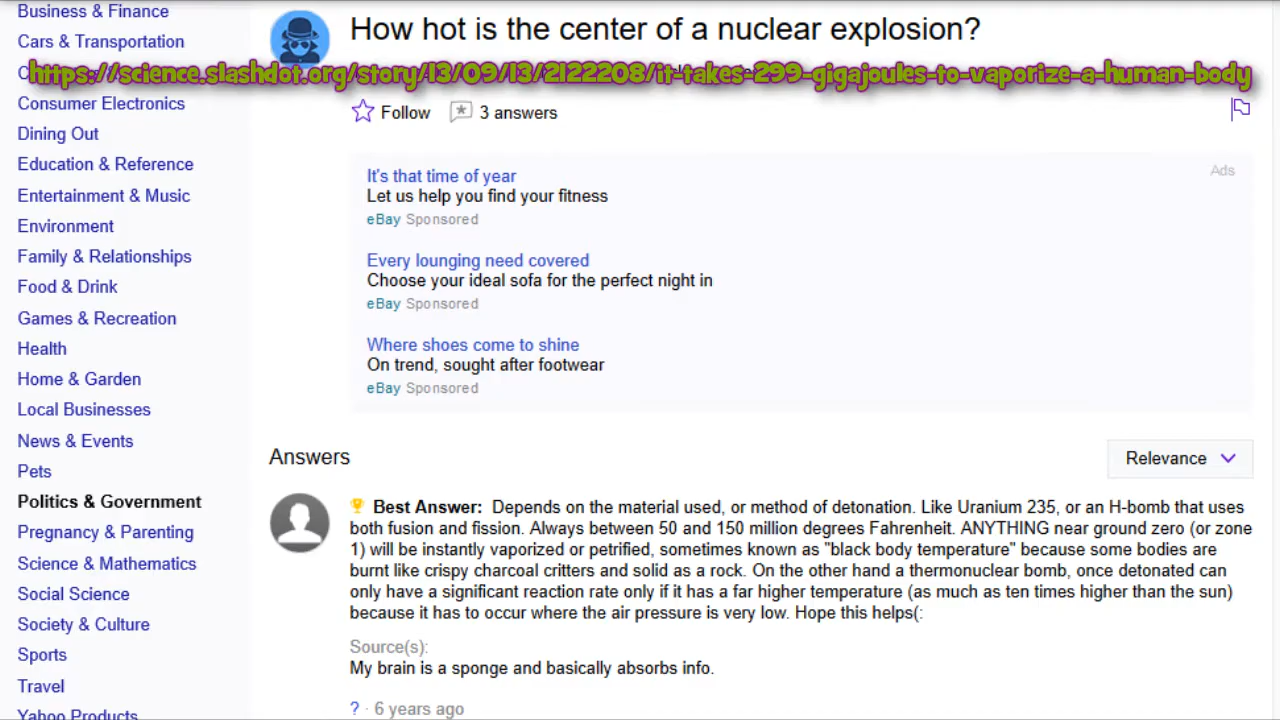 Business & Finance
How hot is the center of a nuclear explosion?
Cars & Transportation
https://science.slashdot.org/story/13/09/13/2122208/it-takes-299-gigajoules-to-vaporize-a-human-body
Consumer Electronics
Follow
3 answers
Dining Out
Education & Reference
Entertainment & Music
Environment
Family & Relationships
Food & Drink
Games & Recreation
Health
Home & Garden
Local Businesses
News & Events
Pets
Politics & Government
Pregnancy & Parenting
Science & Mathematics
Social Science
Society & Culture
Sports
Travel
Yahoo Products
Ads
It's that time of year
Let us help you find your fitness
eBay Sponsored
Every lounging need covered
Choose your ideal sofa for the perfect night in
eBay Sponsored
Where shoes come to shine
On trend, sought after footwear
eBay Sponsored
Answers
Relevance
Best Answer: Depends on the material used, or method of detonation. Like Uranium 235, or an H-bomb that uses
both fusion and fission. Always between 50 and 150 million degrees Fahrenheit. ANYTHING near ground zero (or zone
1) will be instantly vaporized or petrified, sometimes known as "black body temperature" because some bodies are
burnt like crispy charcoal critters and solid as a rock. On the other hand a thermonuclear bomb, once detonated can
only have a significant reaction rate only if it has a far higher temperature (as much as ten times higher than the sun)
because it has to occur where the air pressure is very low. Hope this helps(:
Source(s):
My brain is a sponge and basically absorbs info.
? · 6 years ago